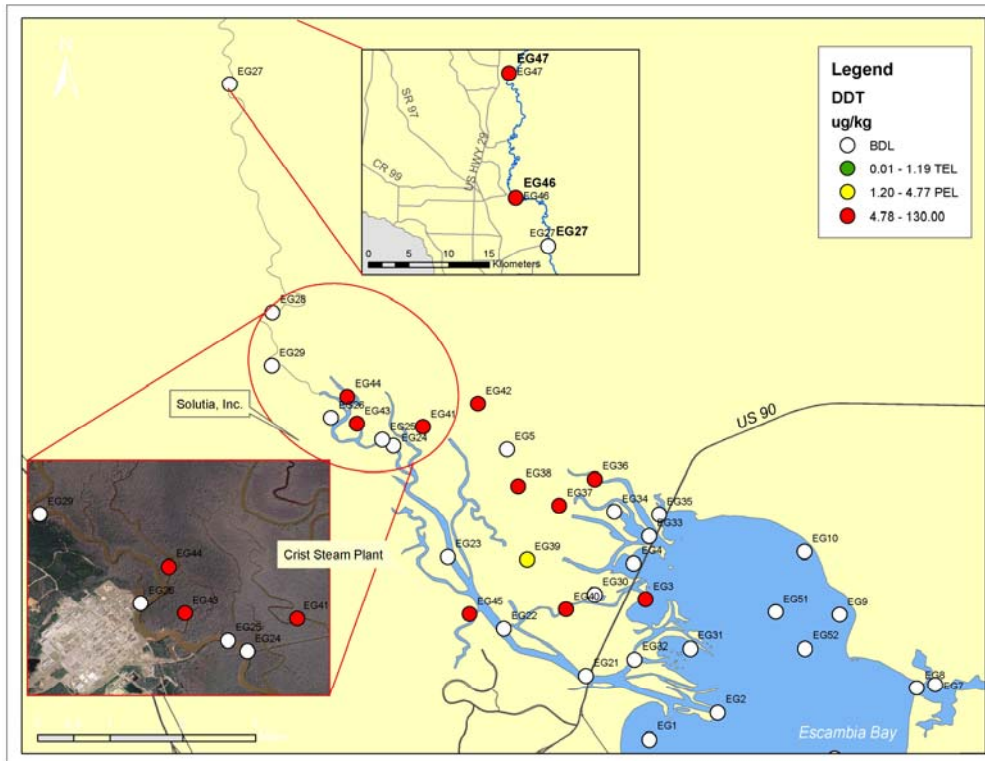 N
EG27
EG47
EG47
SR 97
US HWY 29
CR 99
EG46
EG46
EG27
EG27
0 5 10 15
Kilometers
Legend
DDT
ug/kg
BDL
0.01 - 1.19 TEL
1.20 - 4.77 PEL
4.78 - 130.00
EG28
EG29
EG44
EG42
Solutia, Inc.
EG26
EG43
EG41
EG25
EG24
US 90
EG5
EG38
EG36
EG37
EG34
EG35
EG33
EG29
Crist Steam Plant
EG44
EG26
EG43
EG41
EG25
EG24
EG23
EG39
EG4
EG10
EG30
EG3
EG45
EG40
EG51
EG9
EG22
EG31
EG52
EG32
EG21
EG8
EG7
EG2
EG1
Escambia Bay